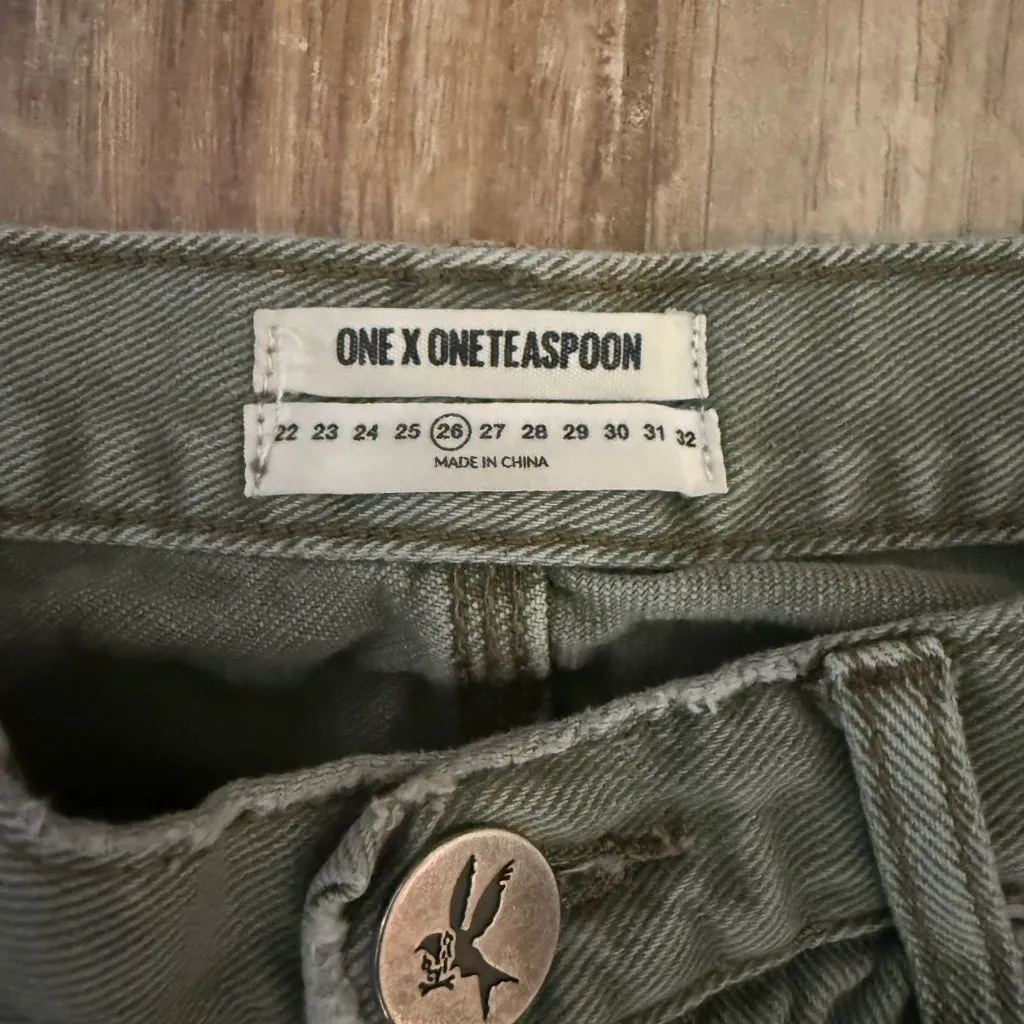 ONE X ONETEASPOON
22 23 24 25 26 27 28 29 30 31 32
MADE IN CHINA